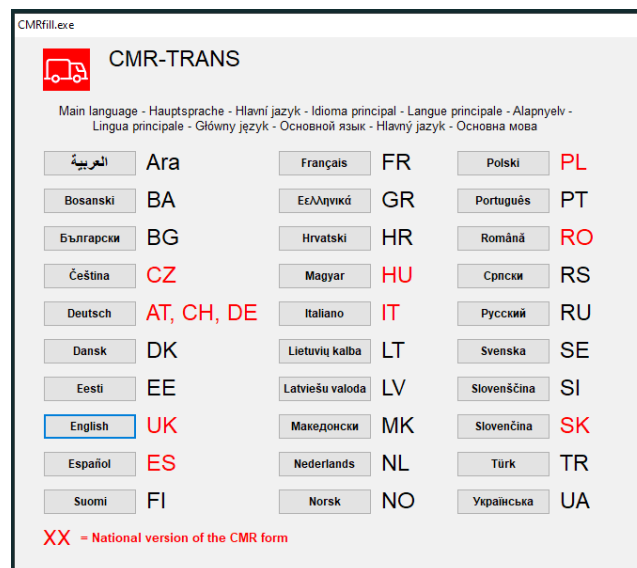 CMRfill.exe
CMR-TRANS
Main language - Hauptsprache - Hlavní jazyk - Idioma principal - Langue principale - Alapnyelv -
Lingua principale - Główny język - Основной язык - Hlavný jazyk - Основна мова
العربية Ara Français FR Polski PL
Bosanski BA Εελληνικά GR Português PT
Български BG Hrvatski HR Română RO
Čeština CZ Magyar HU Српски RS
Deutsch AT, CH, DE Italiano IT Русский RU
Dansk DK Lietuvių kalba LT Svenska SE
Eesti EE Latviešu valoda LV Slovenščina SI
English UK Македонски MK Slovenčina SK
Español ES Nederlands NL Türk TR
Suomi FI Norsk NO Українська UA
XX = National version of the CMR form